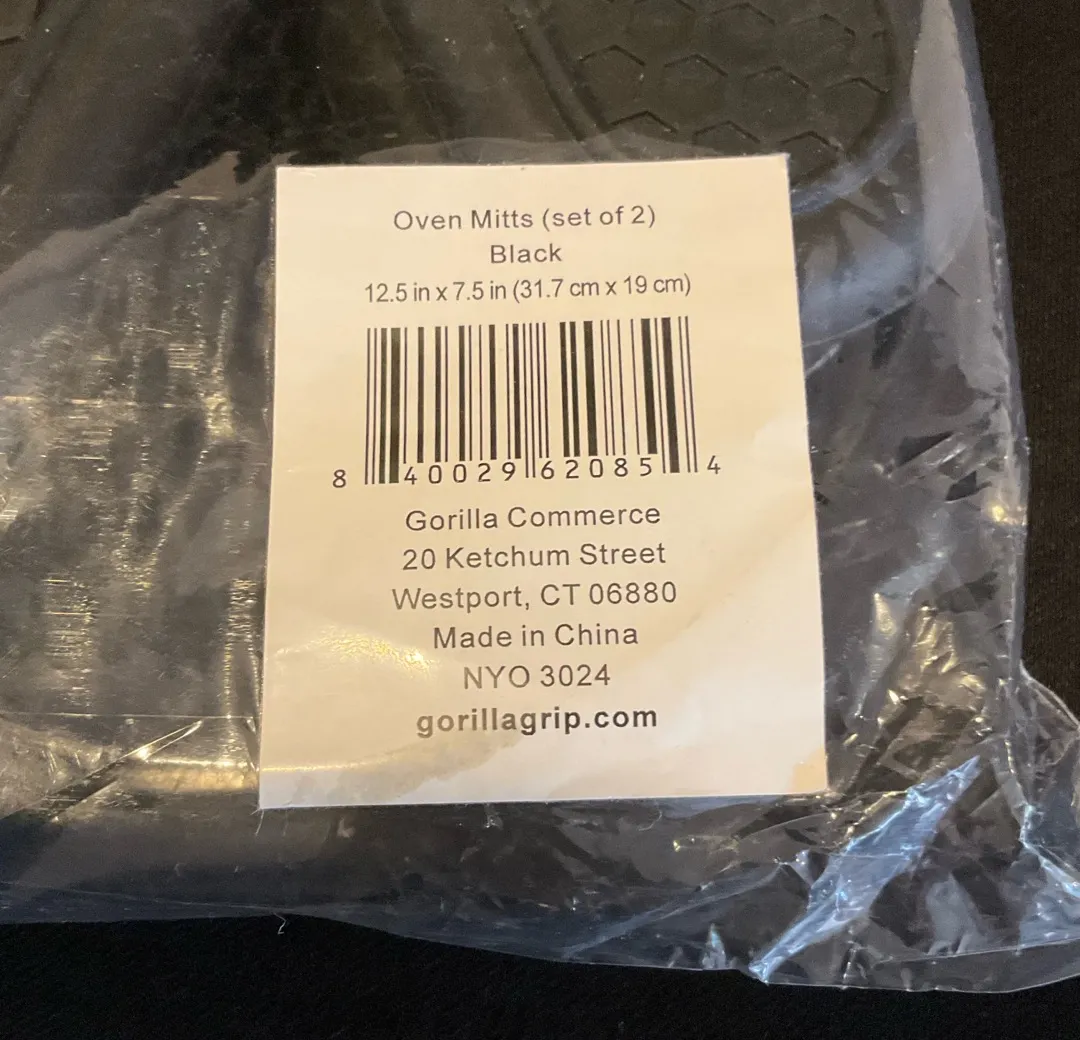 Oven Mitts (set of 2)
Black
12.5 in x 7.5 in (31.7 cm x 19 cm)
8 40029 62085 4
Gorilla Commerce
20 Ketchum Street
Westport, CT 06880
Made in China
NYO 3024
gorillagrip.com